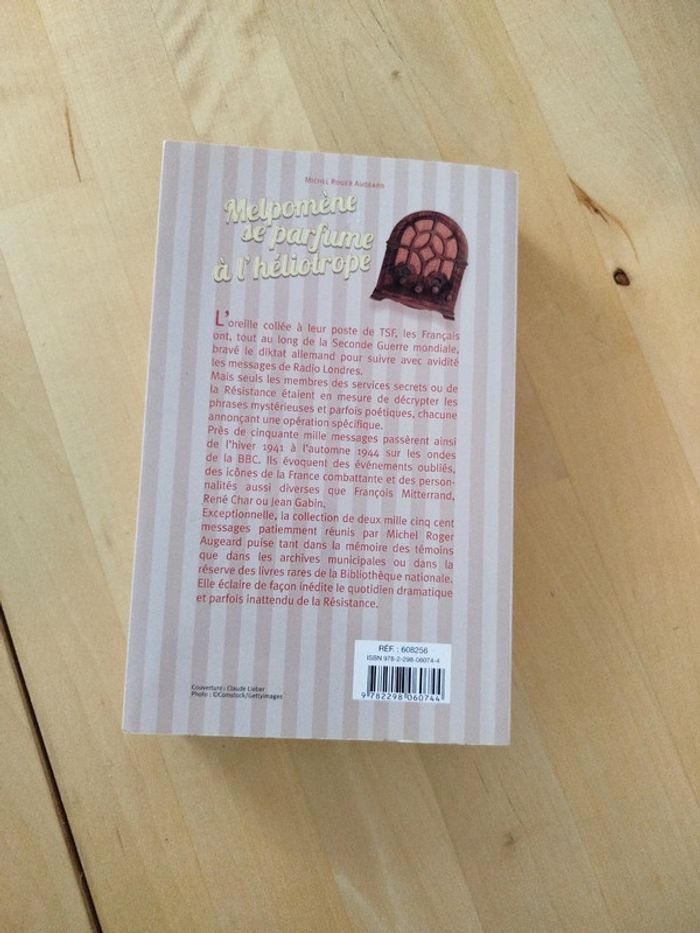 MICHEL ROGER AUGEARD
Melpomène
se parfume
à l'héliotrope
L'oreille collée à leur poste de TSF, les Français
ont, tout au long de la Seconde Guerre mondiale,
bravé le diktat allemand pour suivre avec avidité
les messages de Radio Londres.
Mais seuls les membres des services secrets ou de
la Résistance étaient en mesure de décrypter les
phrases mystérieuses et parfois poétiques, chacune
annonçant une opération spécifique.
Près de cinquante mille messages passèrent ainsi
de l'hiver 1941 à l'automne 1944 sur les ondes
de la BBC. Ils évoquent des événements oubliés,
des icônes de la France combattante et des person-
nalités aussi diverses que François Mitterrand,
René Char ou Jean Gabin.
Exceptionnelle, la collection de deux mille cinq cent
messages patiemment réunis par Michel Roger
Augeard puise tant dans la mémoire des témoins
que dans les archives municipales ou dans la
réserve des livres rares de la Bibliothèque nationale.
Elle éclaire de façon inédite le quotidien dramatique
et parfois inattendu de la Résistance.
RÉF. : 608256
ISBN 978-2-298-06074-4
9 782298 060744
Couverture : Claude Lieber
Photo : ©Comstock/Gettyimages